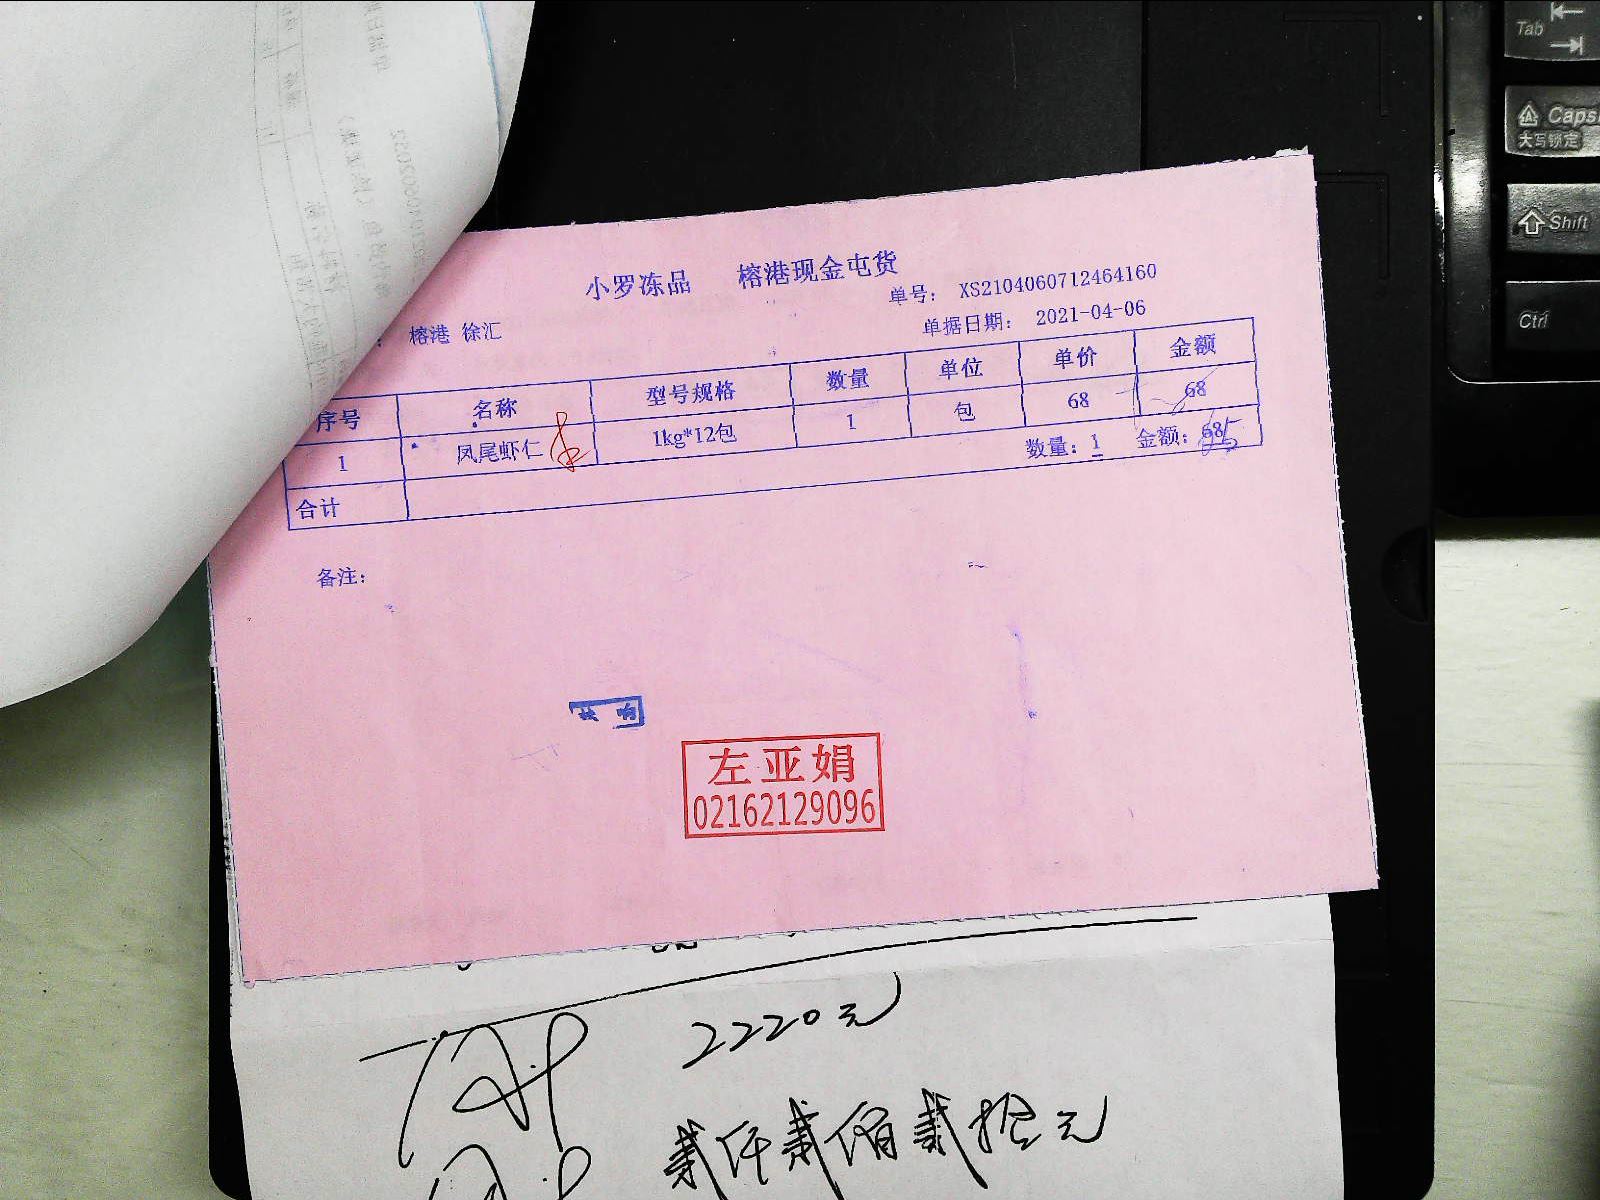 小罗冻品 榕港现金屯货
单号: XS2104060712464160
: 榕港 徐汇
单据日期: 2021-04-06
序号 名称 型号规格 数量 单位 单价 金额
1 凤尾虾仁 1kg*12包 1 包 68 68
合计 数量: 1 金额: 68
备注:
左亚娟
02162129096
2220元
贰仟贰佰贰拾元
Tab
Caps
大写锁定
Shift
Ctrl